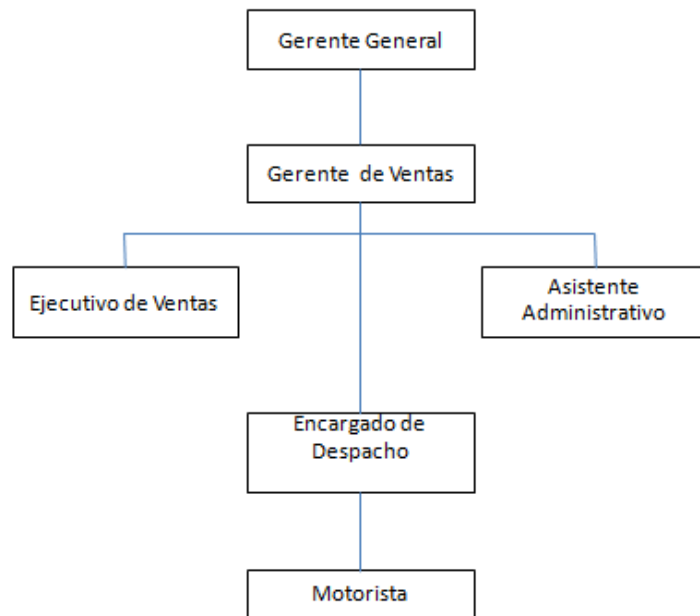 Gerente General
Gerente de Ventas
Ejecutivo de Ventas
Asistente
Administrativo
Encargado de
Despacho
Motorista